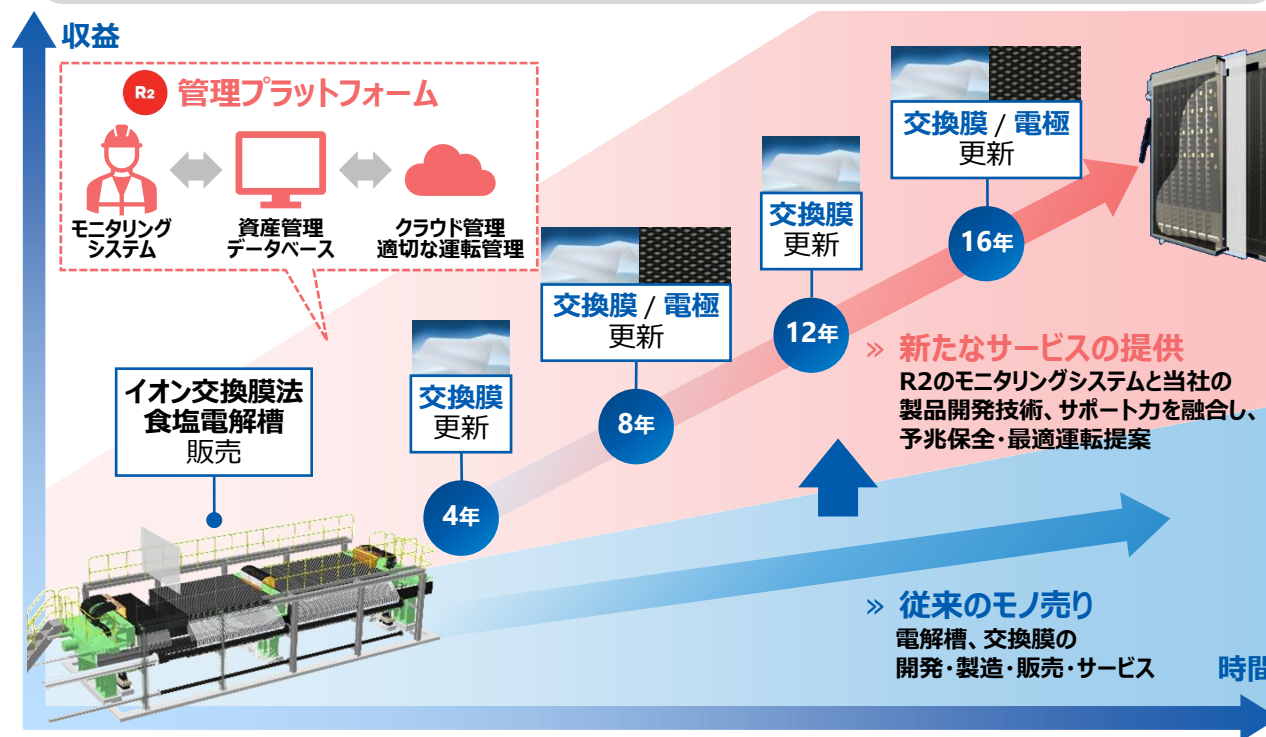 収益
R2 管理プラットフォーム
モニタリング
システム
資産管理
データベース
クラウド管理
適切な運転管理
イオン交換膜法
食塩電解槽
販売
交換膜
更新
4年
交換膜 / 電極
更新
8年
交換膜
更新
12年
交換膜 / 電極
更新
16年
» 新たなサービスの提供
R2のモニタリングシステムと当社の
製品開発技術、サポート力を融合し、
予兆保全・最適運転提案
» 従来のモノ売り
電解槽、交換膜の
開発・製造・販売・サービス
時間